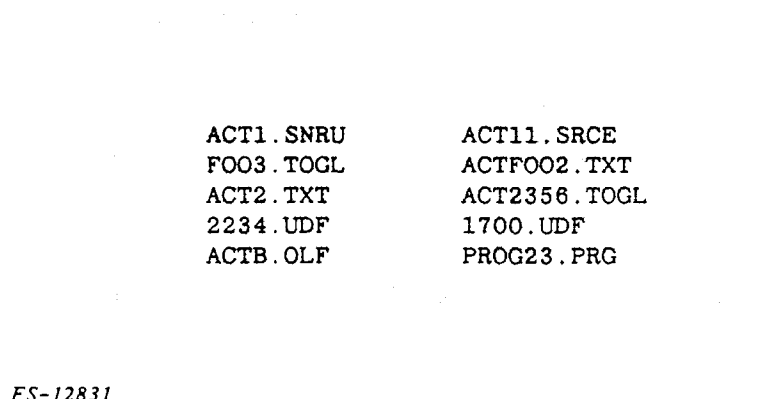 ACT1.SNRU ACT11.SRCE
FOO3.TOGL ACTFOO2.TXT
ACT2.TXT ACT2356.TOGL
2234.UDF 1700.UDF
ACTB.OLF PROG23.PRG
ES-12831